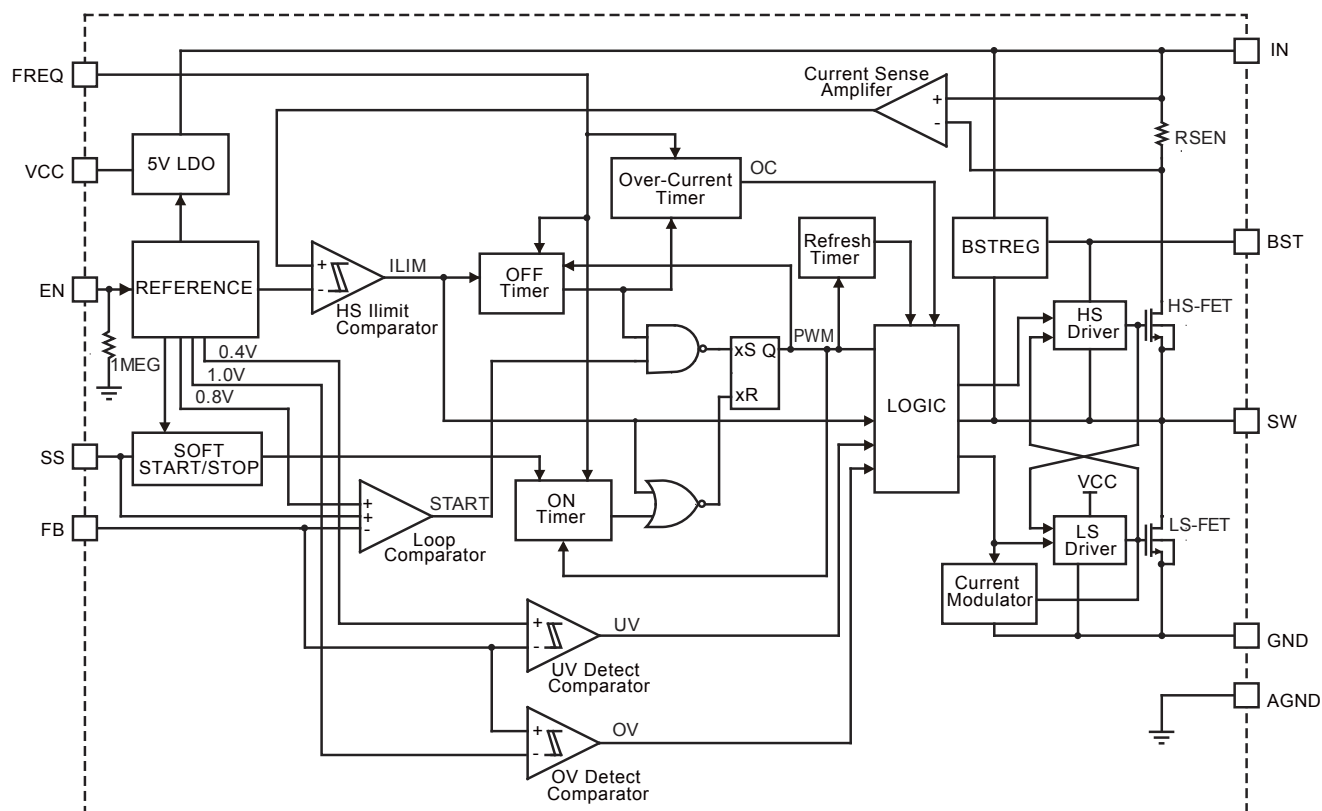 IN
FREQ
Current Sense
Amplifer
+
-
RSEN
VCC
5V LDO
Over-Current
Timer
OC
Refresh
Timer
BSTREG
BST
EN
REFERENCE
+
-
ILIM
HS Ilimit
Comparator
OFF
Timer
HS
Driver
HS-FET
1MEG
0.4V
1.0V
0.8V
xS Q
xR
PWM
LOGIC
SW
SS
SOFT
START/STOP
FB
+
+
-
START
Loop
Comparator
ON
Timer
VCC
LS
Driver
LS-FET
Current
Modulator
+
-
UV
UV Detect
Comparator
GND
AGND
+
-
OV
OV Detect
Comparator